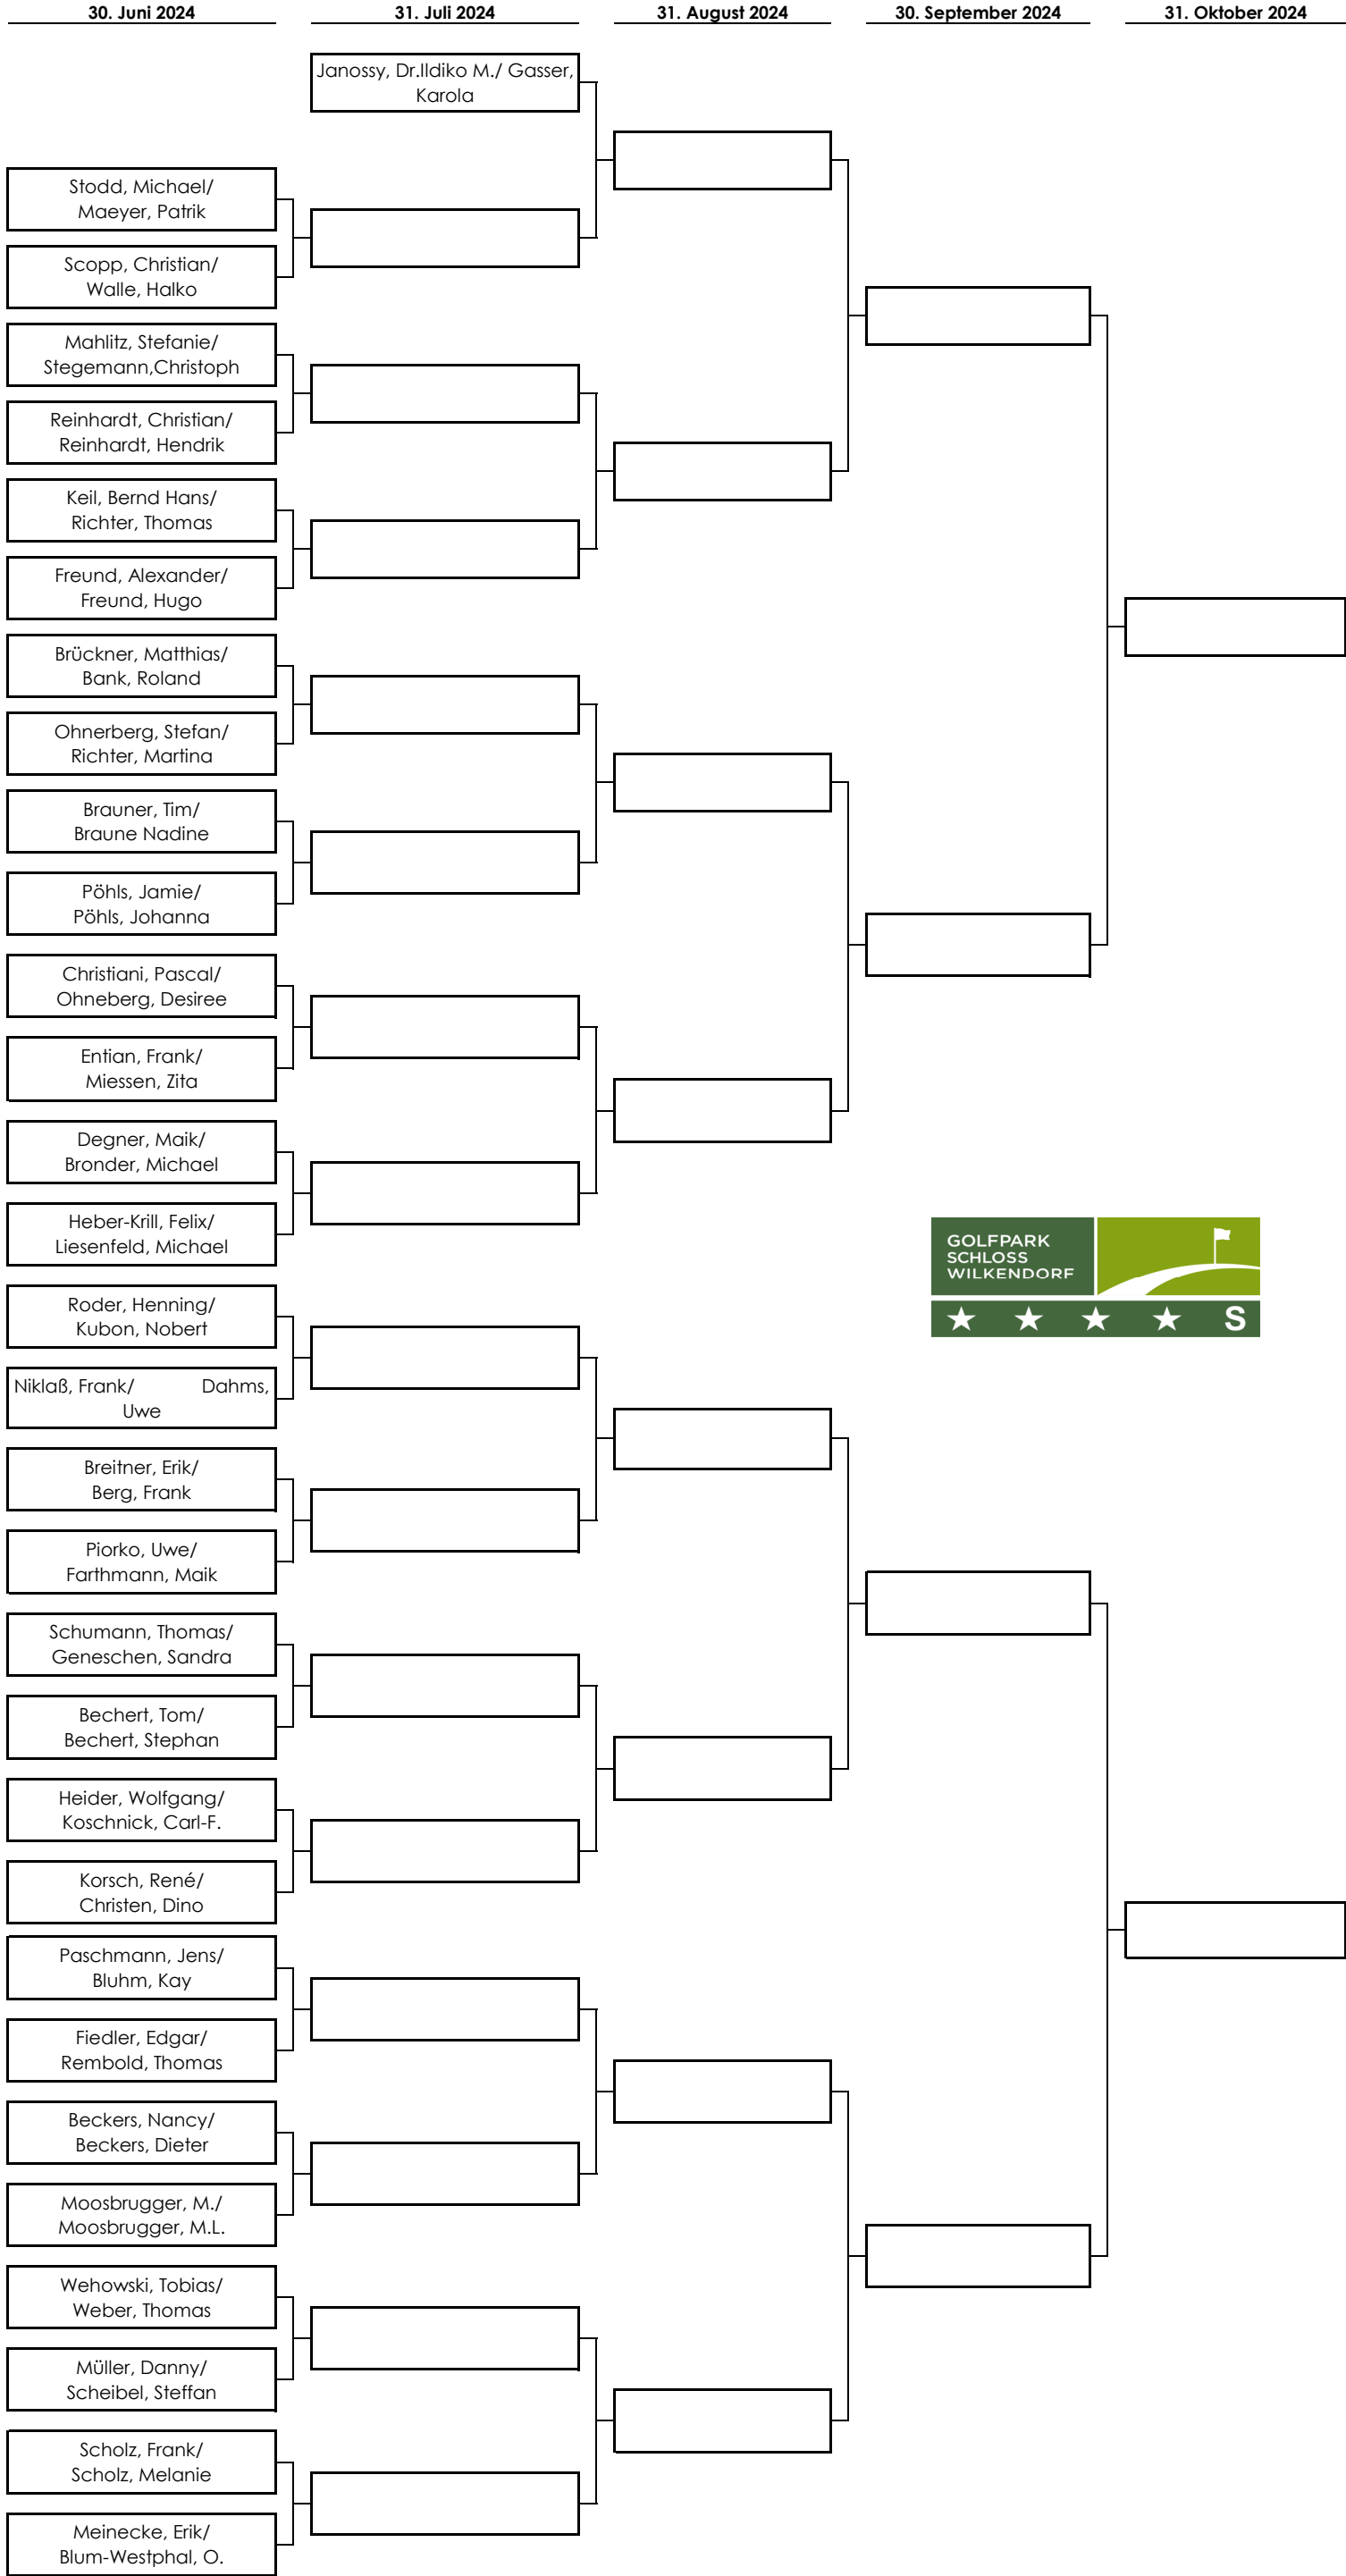 30. Juni 2024
31. Juli 2024
31. August 2024
30. September 2024
31. Oktober 2024
Janossy, Dr.Ildiko M./ Gasser,
Karola
Stodd, Michael/
Maeyer, Patrik
Scopp, Christian/
Walle, Halko
Mahlitz, Stefanie/
Stegemann,Christoph
Reinhardt, Christian/
Reinhardt, Hendrik
Keil, Bernd Hans/
Richter, Thomas
Freund, Alexander/
Freund, Hugo
Brückner, Matthias/
Bank, Roland
Ohnerberg, Stefan/
Richter, Martina
Brauner, Tim/
Braune Nadine
Pöhls, Jamie/
Pöhls, Johanna
Christiani, Pascal/
Ohneberg, Desiree
Entian, Frank/
Miessen, Zita
Degner, Maik/
Bronder, Michael
Heber-Krill, Felix/
Liesenfeld, Michael
GOLFPARK
SCHLOSS
WILKENDORF
S
Roder, Henning/
Kubon, Nobert
Niklaß, Frank/ Dahms,
Uwe
Breitner, Erik/
Berg, Frank
Piorko, Uwe/
Farthmann, Maik
Schumann, Thomas/
Geneschen, Sandra
Bechert, Tom/
Bechert, Stephan
Heider, Wolfgang/
Koschnick, Carl-F.
Korsch, René/
Christen, Dino
Paschmann, Jens/
Bluhm, Kay
Fiedler, Edgar/
Rembold, Thomas
Beckers, Nancy/
Beckers, Dieter
Moosbrugger, M./
Moosbrugger, M.L.
Wehowski, Tobias/
Weber, Thomas
Müller, Danny/
Scheibel, Steffan
Scholz, Frank/
Scholz, Melanie
Meinecke, Erik/
Blum-Westphal, O.